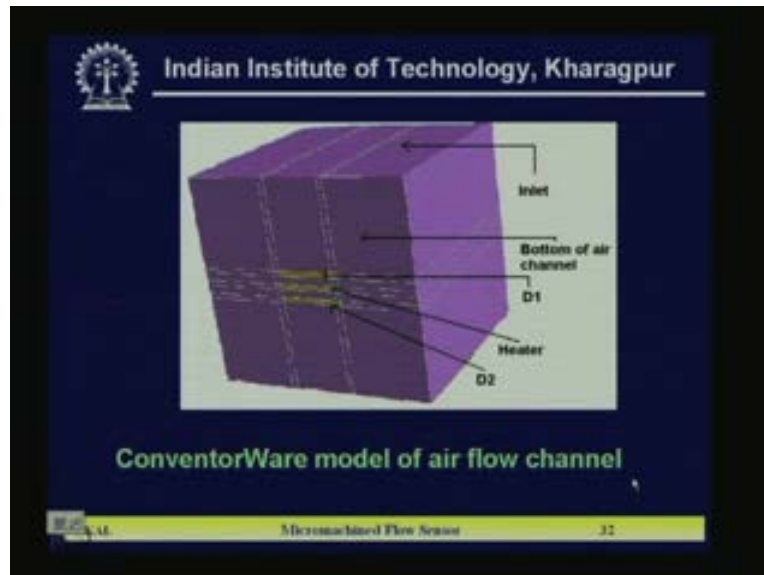 Indian Institute of Technology, Kharagpur
Inlet
Bottom of air
channel
D1
Heater
D2
ConventorWare model of air flow channel
Micromachined Flow Sensor 32